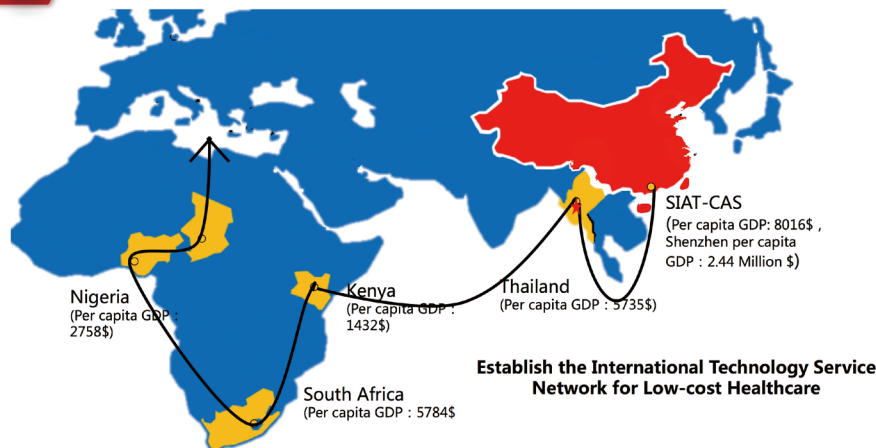 SIAT-CAS
(Per capita GDP: 8016$ ,
Shenzhen per capita
GDP : 2.44 Million $)
Thailand
(Per capita GDP : 5735$)
Kenya
(Per capita GDP :
1432$)
Nigeria
(Per capita GDP :
2758$)
South Africa
(Per capita GDP : 5784$
Establish the International Technology Service
Network for Low-cost Healthcare